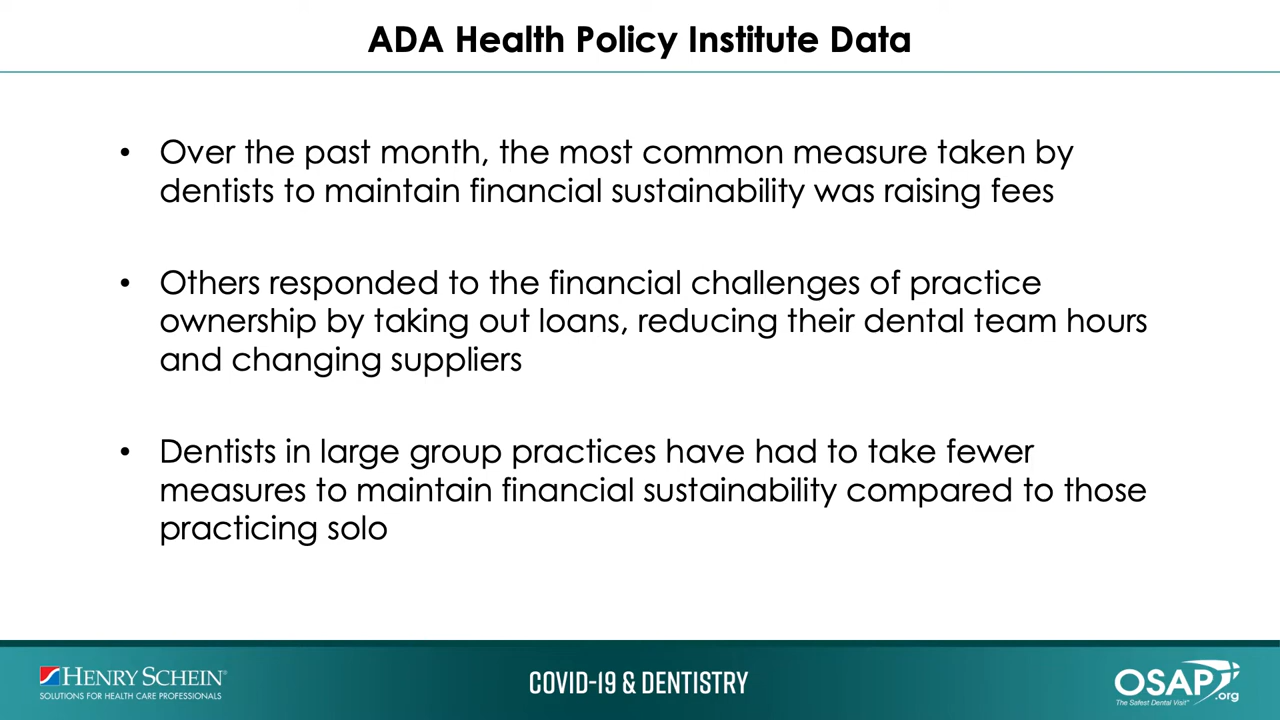 ADA Health Policy Institute Data
• Over the past month, the most common measure taken by
dentists to maintain financial sustainability was raising fees
• Others responded to the financial challenges of practice
ownership by taking out loans, reducing their dental team hours
and changing suppliers
• Dentists in large group practices have had to take fewer
measures to maintain financial sustainability compared to those
practicing solo
HENRY SCHEIN®
SOLUTIONS FOR HEALTH CARE PROFESSIONALS
COVID-19 & DENTISTRY
OSAP.org
The Safest Dental Visit™